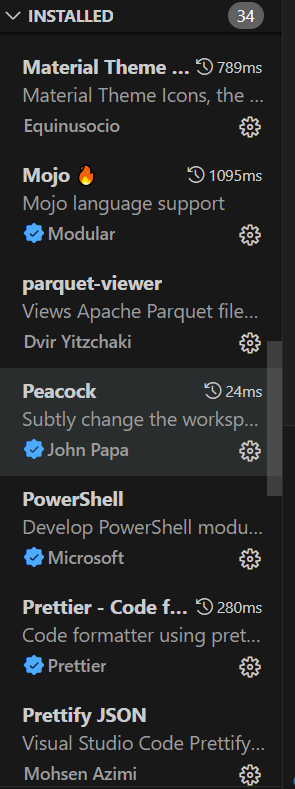 INSTALLED 34
Material Theme ... 789ms
Material Theme Icons, the ...
Equinusocio
Mojo 🔥 1095ms
Mojo language support
Modular
parquet-viewer
Views Apache Parquet file...
Dvir Yitzchaki
Peacock 24ms
Subtly change the worksp...
John Papa
PowerShell
Develop PowerShell modu...
Microsoft
Prettier - Code f... 280ms
Code formatter using pret...
Prettier
Prettify JSON
Visual Studio Code Prettify...
Mohsen Azimi